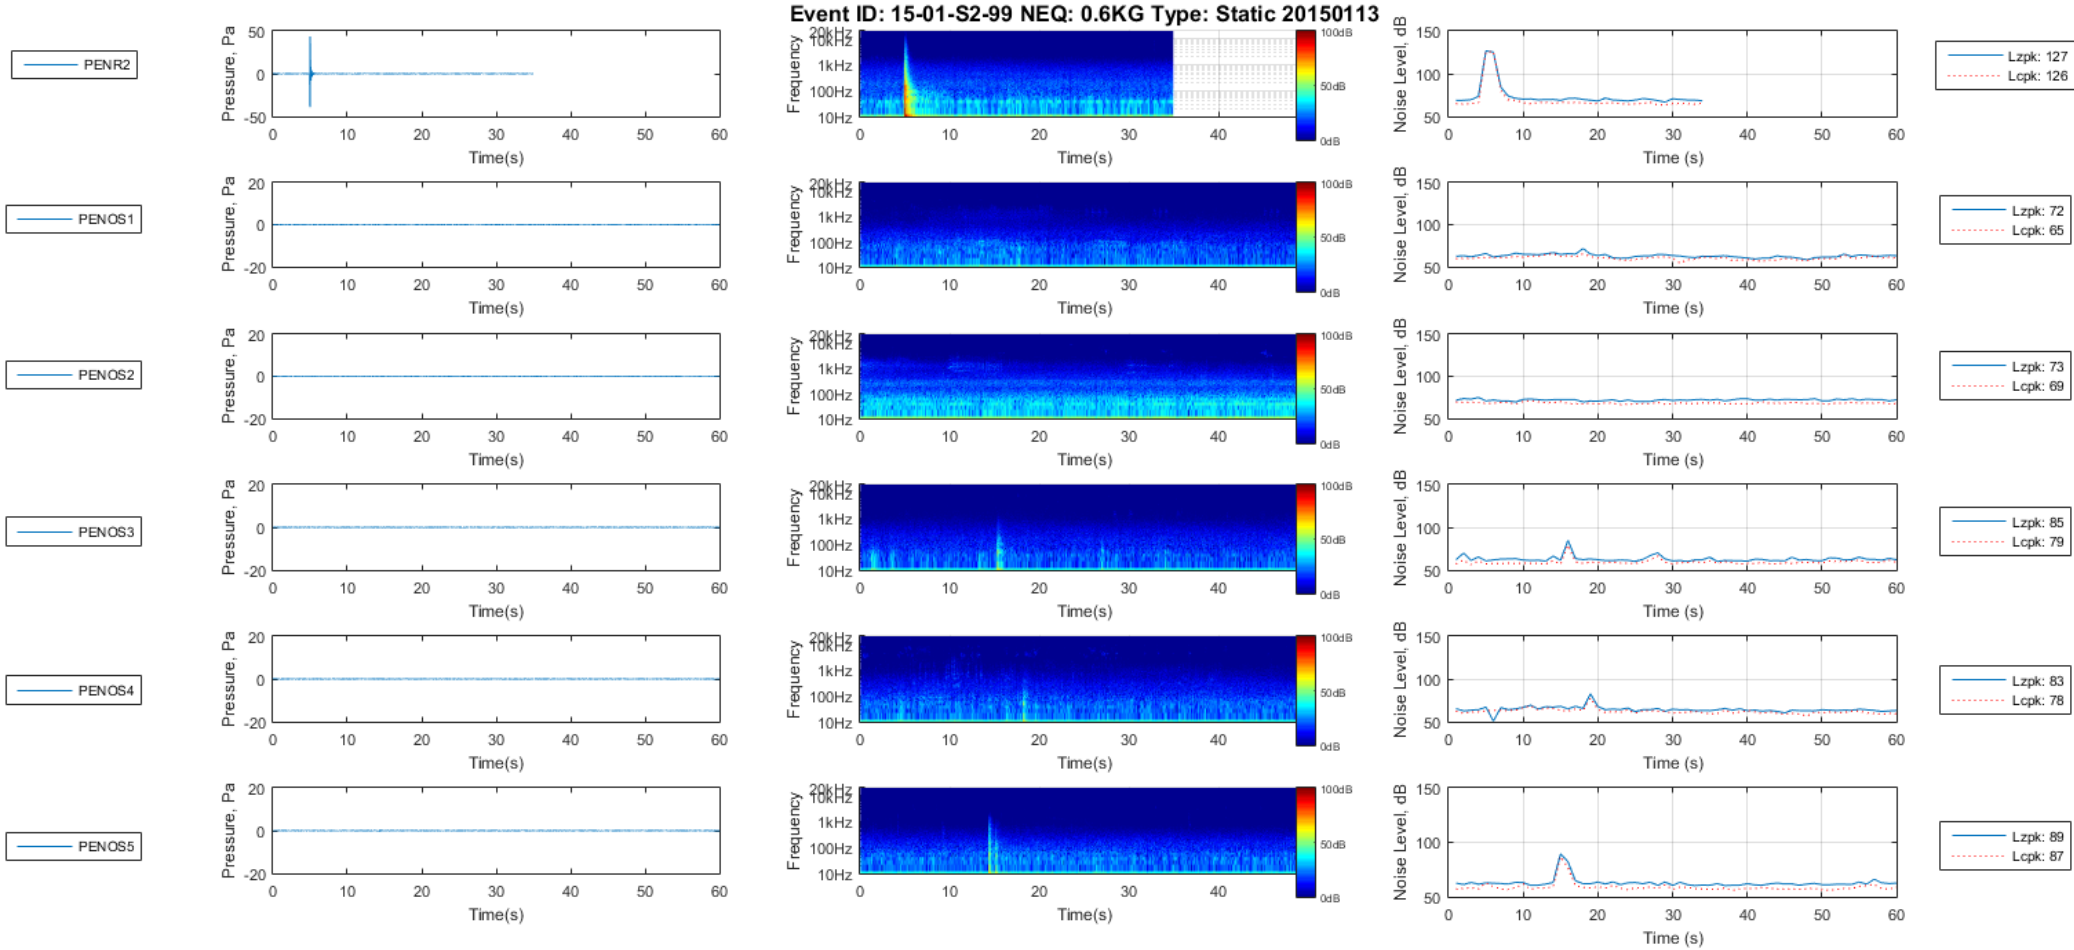 Event ID: 15-01-S2-99 NEQ: 0.6KG Type: Static 20150113
PENR2
Pressure, Pa
50
0
-50
0 10 20 30 40 50 60
Time(s)
Frequency
20kHz
10kHz
1kHz
100Hz
10Hz
0 10 20 30 40
Time(s)
100dB
50dB
0dB
Noise Level, dB
150
100
50
0 10 20 30 40 50 60
Time (s)
Lzpk: 127
Lcpk: 126
PENOS1
Pressure, Pa
20
0
-20
0 10 20 30 40 50 60
Time(s)
Frequency
20kHz
10kHz
1kHz
100Hz
10Hz
0 10 20 30 40
Time(s)
100dB
50dB
0dB
Noise Level, dB
150
100
50
0 10 20 30 40 50 60
Time (s)
Lzpk: 72
Lcpk: 65
PENOS2
Pressure, Pa
20
0
-20
0 10 20 30 40 50 60
Time(s)
Frequency
20kHz
10kHz
1kHz
100Hz
10Hz
0 10 20 30 40
Time(s)
100dB
50dB
0dB
Noise Level, dB
150
100
50
0 10 20 30 40 50 60
Time (s)
Lzpk: 73
Lcpk: 69
PENOS3
Pressure, Pa
20
0
-20
0 10 20 30 40 50 60
Time(s)
Frequency
20kHz
10kHz
1kHz
100Hz
10Hz
0 10 20 30 40
Time(s)
100dB
50dB
0dB
Noise Level, dB
150
100
50
0 10 20 30 40 50 60
Time (s)
Lzpk: 85
Lcpk: 79
PENOS4
Pressure, Pa
20
0
-20
0 10 20 30 40 50 60
Time(s)
Frequency
20kHz
10kHz
1kHz
100Hz
10Hz
0 10 20 30 40
Time(s)
100dB
50dB
0dB
Noise Level, dB
150
100
50
0 10 20 30 40 50 60
Time (s)
Lzpk: 83
Lcpk: 78
PENOS5
Pressure, Pa
20
0
-20
0 10 20 30 40 50 60
Time(s)
Frequency
20kHz
10kHz
1kHz
100Hz
10Hz
0 10 20 30 40
Time(s)
100dB
50dB
0dB
Noise Level, dB
150
100
50
0 10 20 30 40 50 60
Time (s)
Lzpk: 89
Lcpk: 87